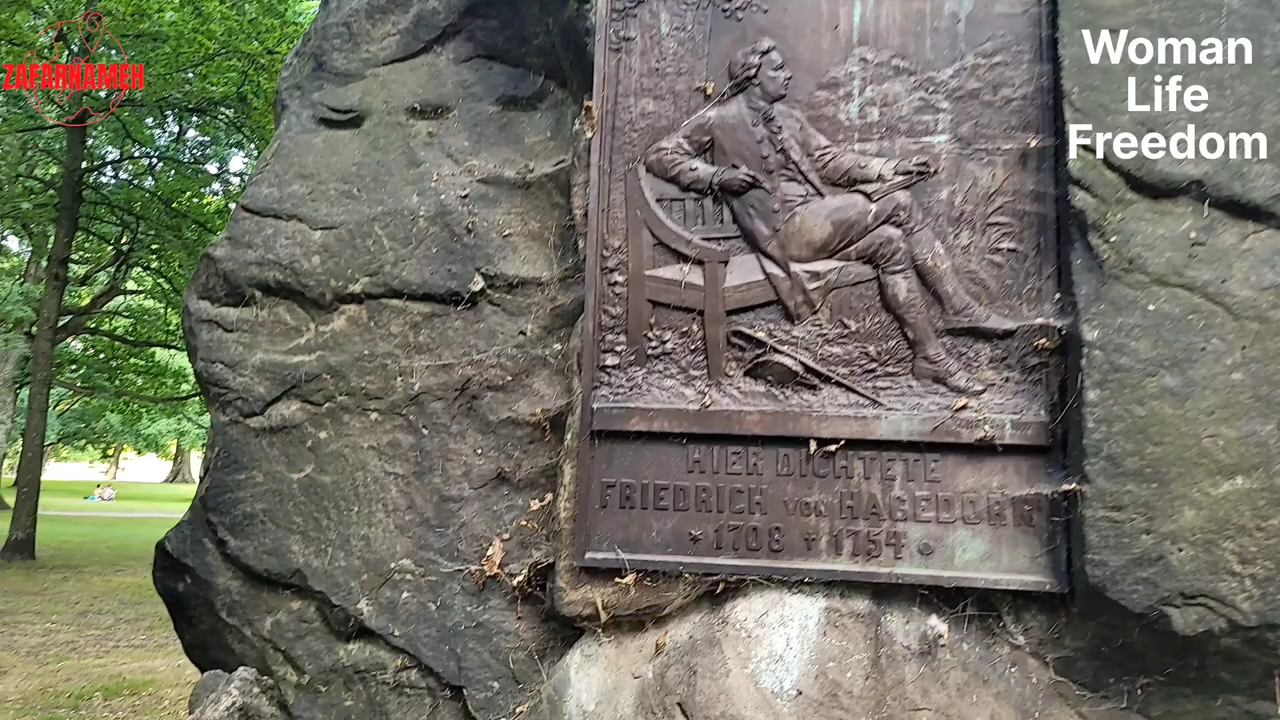 ZAFARNAMEH
Woman
Life
Freedom
HIER DICHTETE
FRIEDRICH VON HAGEDORN
* 1708 † 1754